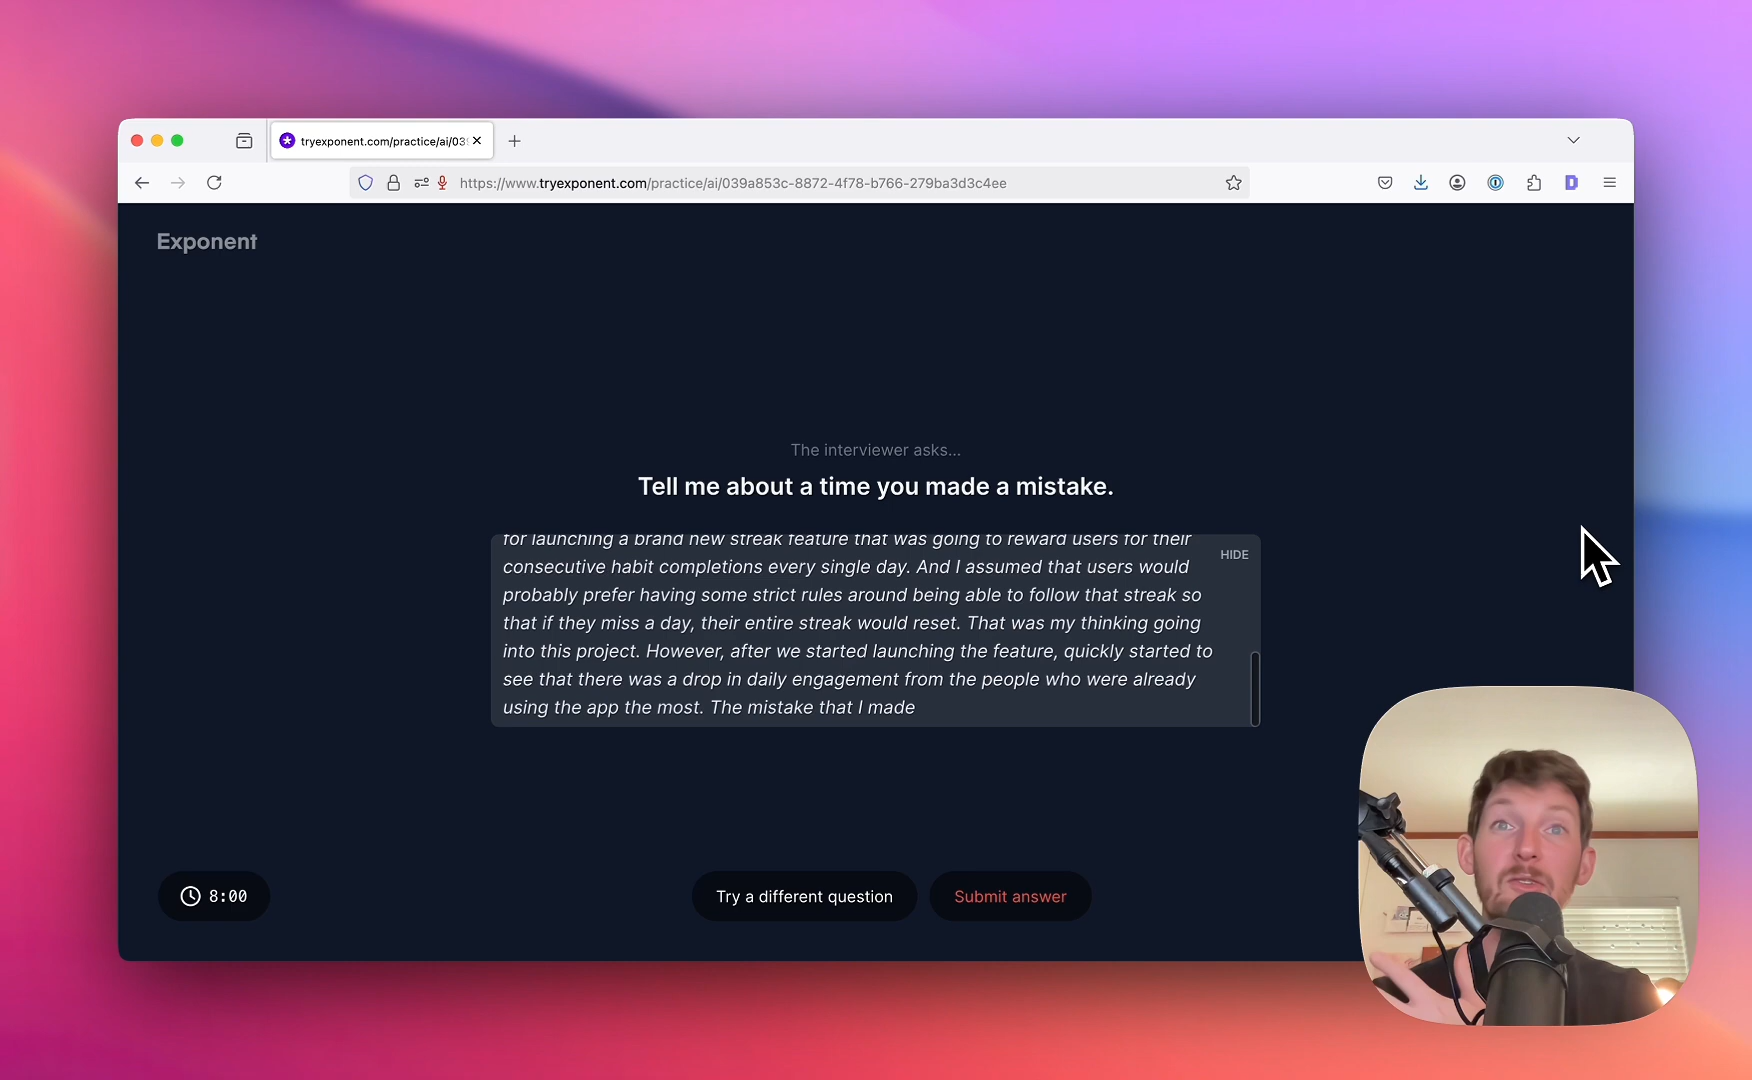 tryexponent.com/practice/ai/03
https://www.tryexponent.com/practice/ai/039a853c-8872-4f78-b766-279ba3d3c4ee
Exponent
The interviewer asks...
Tell me about a time you made a mistake.
for launching a brand new streak feature that was going to reward users for their
HIDE
consecutive habit completions every single day. And I assumed that users would
probably prefer having some strict rules around being able to follow that streak so
that if they miss a day, their entire streak would reset. That was my thinking going
into this project. However, after we started launching the feature, quickly started to
see that there was a drop in daily engagement from the people who were already
using the app the most. The mistake that I made
8:00
Try a different question
Submit answer